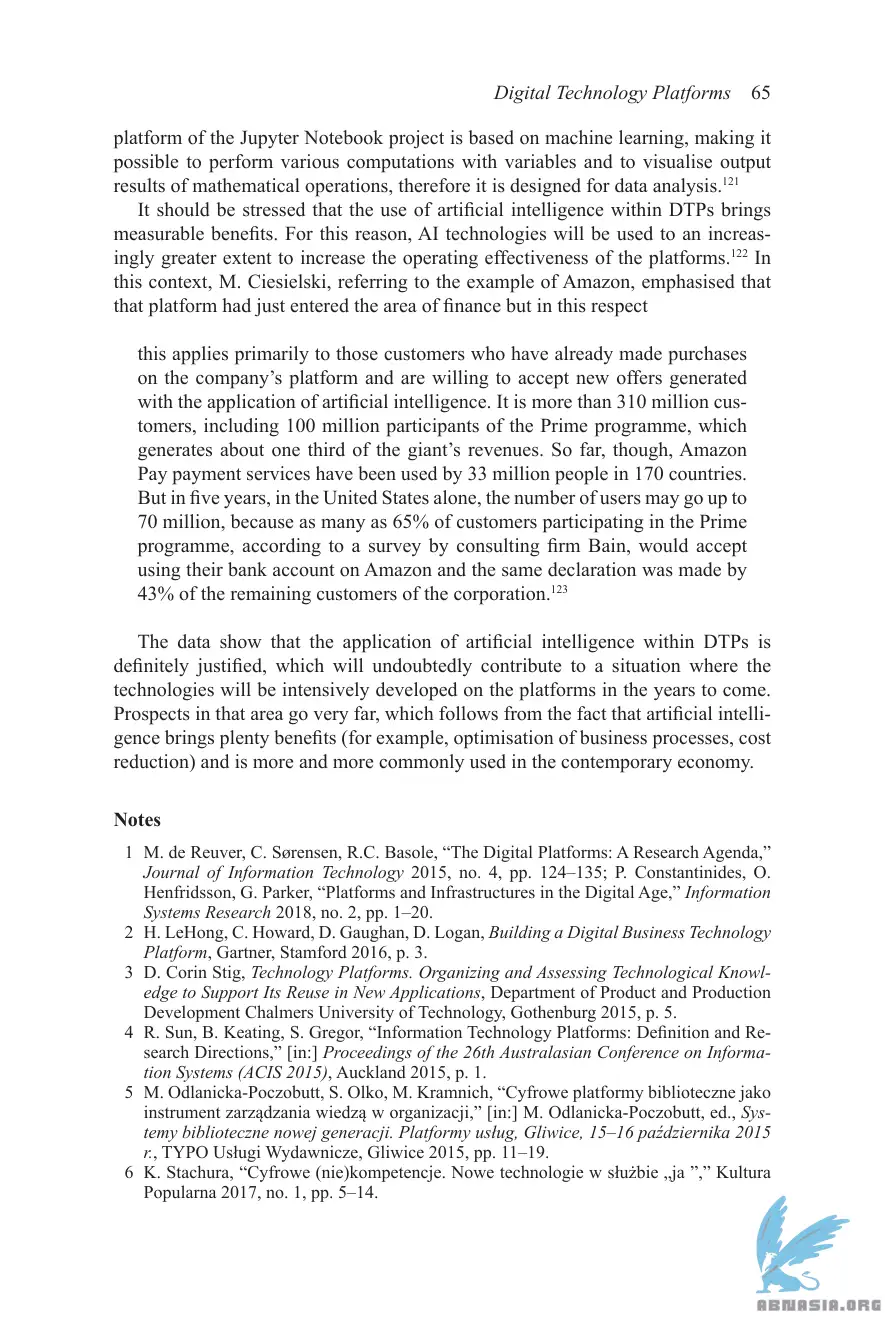 Digital Technology Platforms 65
platform of the Jupyter Notebook project is based on machine learning, making it
possible to perform various computations with variables and to visualise output
results of mathematical operations, therefore it is designed for data analysis.121
It should be stressed that the use of artificial intelligence within DTPs brings
measurable benefits. For this reason, AI technologies will be used to an increas-
ingly greater extent to increase the operating effectiveness of the platforms.122 In
this context, M. Ciesielski, referring to the example of Amazon, emphasised that
that platform had just entered the area of finance but in this respect
this applies primarily to those customers who have already made purchases
on the company's platform and are willing to accept new offers generated
with the application of artificial intelligence. It is more than 310 million cus-
tomers, including 100 million participants of the Prime programme, which
generates about one third of the giant's revenues. So far, though, Amazon
Pay payment services have been used by 33 million people in 170 countries.
But in five years, in the United States alone, the number of users may go up to
70 million, because as many as 65% of customers participating in the Prime
programme, according to a survey by consulting firm Bain, would accept
using their bank account on Amazon and the same declaration was made by
43% of the remaining customers of the corporation.123
The data show that the application of artificial intelligence within DTPs is
definitely justified, which will undoubtedly contribute to a situation where the
technologies will be intensively developed on the platforms in the years to come.
Prospects in that area go very far, which follows from the fact that artificial intelli-
gence brings plenty benefits (for example, optimisation of business processes, cost
reduction) and is more and more commonly used in the contemporary economy.
Notes
1 M. de Reuver, C. Sørensen, R.C. Basole, “The Digital Platforms: A Research Agenda,”
Journal of Information Technology 2015, no. 4, pp. 124–135; P. Constantinides, O.
Henfridsson, G. Parker, “Platforms and Infrastructures in the Digital Age,” Information
Systems Research 2018, no. 2, pp. 1–20.
2 H. LeHong, C. Howard, D. Gaughan, D. Logan, Building a Digital Business Technology
Platform, Gartner, Stamford 2016, p. 3.
3 D. Corin Stig, Technology Platforms. Organizing and Assessing Technological Knowl-
edge to Support Its Reuse in New Applications, Department of Product and Production
Development Chalmers University of Technology, Gothenburg 2015, p. 5.
4 R. Sun, B. Keating, S. Gregor, “Information Technology Platforms: Definition and Re-
search Directions,” [in:] Proceedings of the 26th Australasian Conference on Informa-
tion Systems (ACIS 2015), Auckland 2015, p. 1.
5 M. Odlanicka-Poczobutt, S. Olko, M. Kramnich, “Cyfrowe platformy biblioteczne jako
instrument zarządzania wiedzą w organizacji,” [in:] M. Odlanicka-Poczobutt, ed., Sys-
temy biblioteczne nowej generacji. Platformy usług, Gliwice, 15–16 października 2015
r., TYPO Usługi Wydawnicze, Gliwice 2015, pp. 11–19.
6 K. Stachura, “Cyfrowe (nie)kompetencje. Nowe technologie w służbie „ja ”,” Kultura
Popularna 2017, no. 1, pp. 5–14.
ABNASIA.ORG